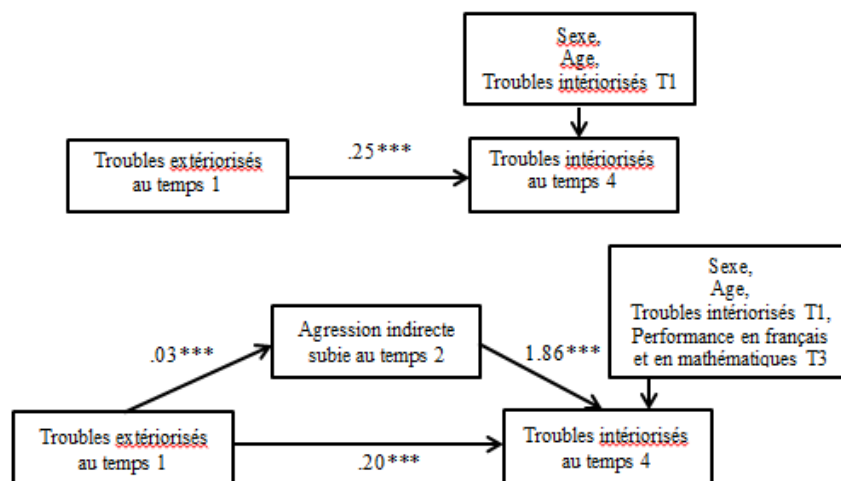 Sexe,
Age,
Troubles intériorisés T1
Troubles extériorisés
au temps 1
.25***
Troubles intériorisés
au temps 4
Sexe,
Age,
Troubles intériorisés T1,
Performance en français
et en mathématiques T3
Agression indirecte
subie au temps 2
.03***
1.86***
Troubles extériorisés
au temps 1
.20***
Troubles intériorisés
au temps 4